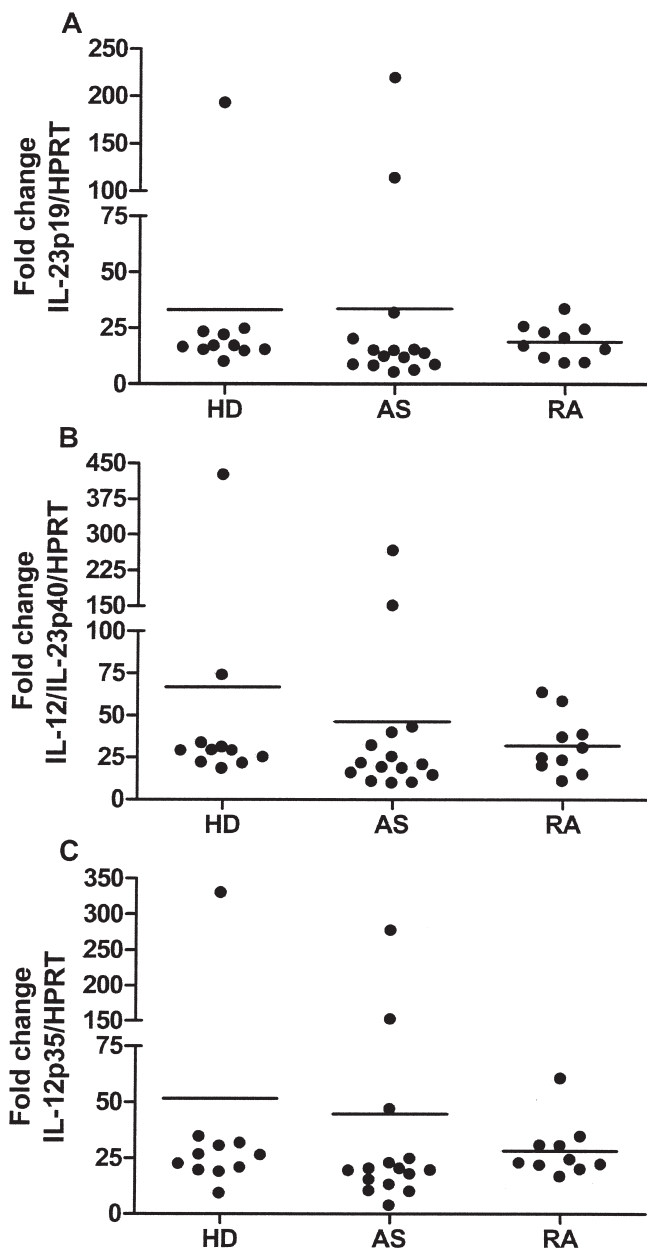 A
Fold change
IL-23p19/HPRT
250
200
150
100
75
50
25
0
HD AS RA
B
Fold change
IL-12/IL-23p40/HPRT
450
375
300
225
150
100
75
50
25
0
HD AS RA
C
Fold change
IL-12p35/HPRT
350
300
250
200
150
75
50
25
0
HD AS RA